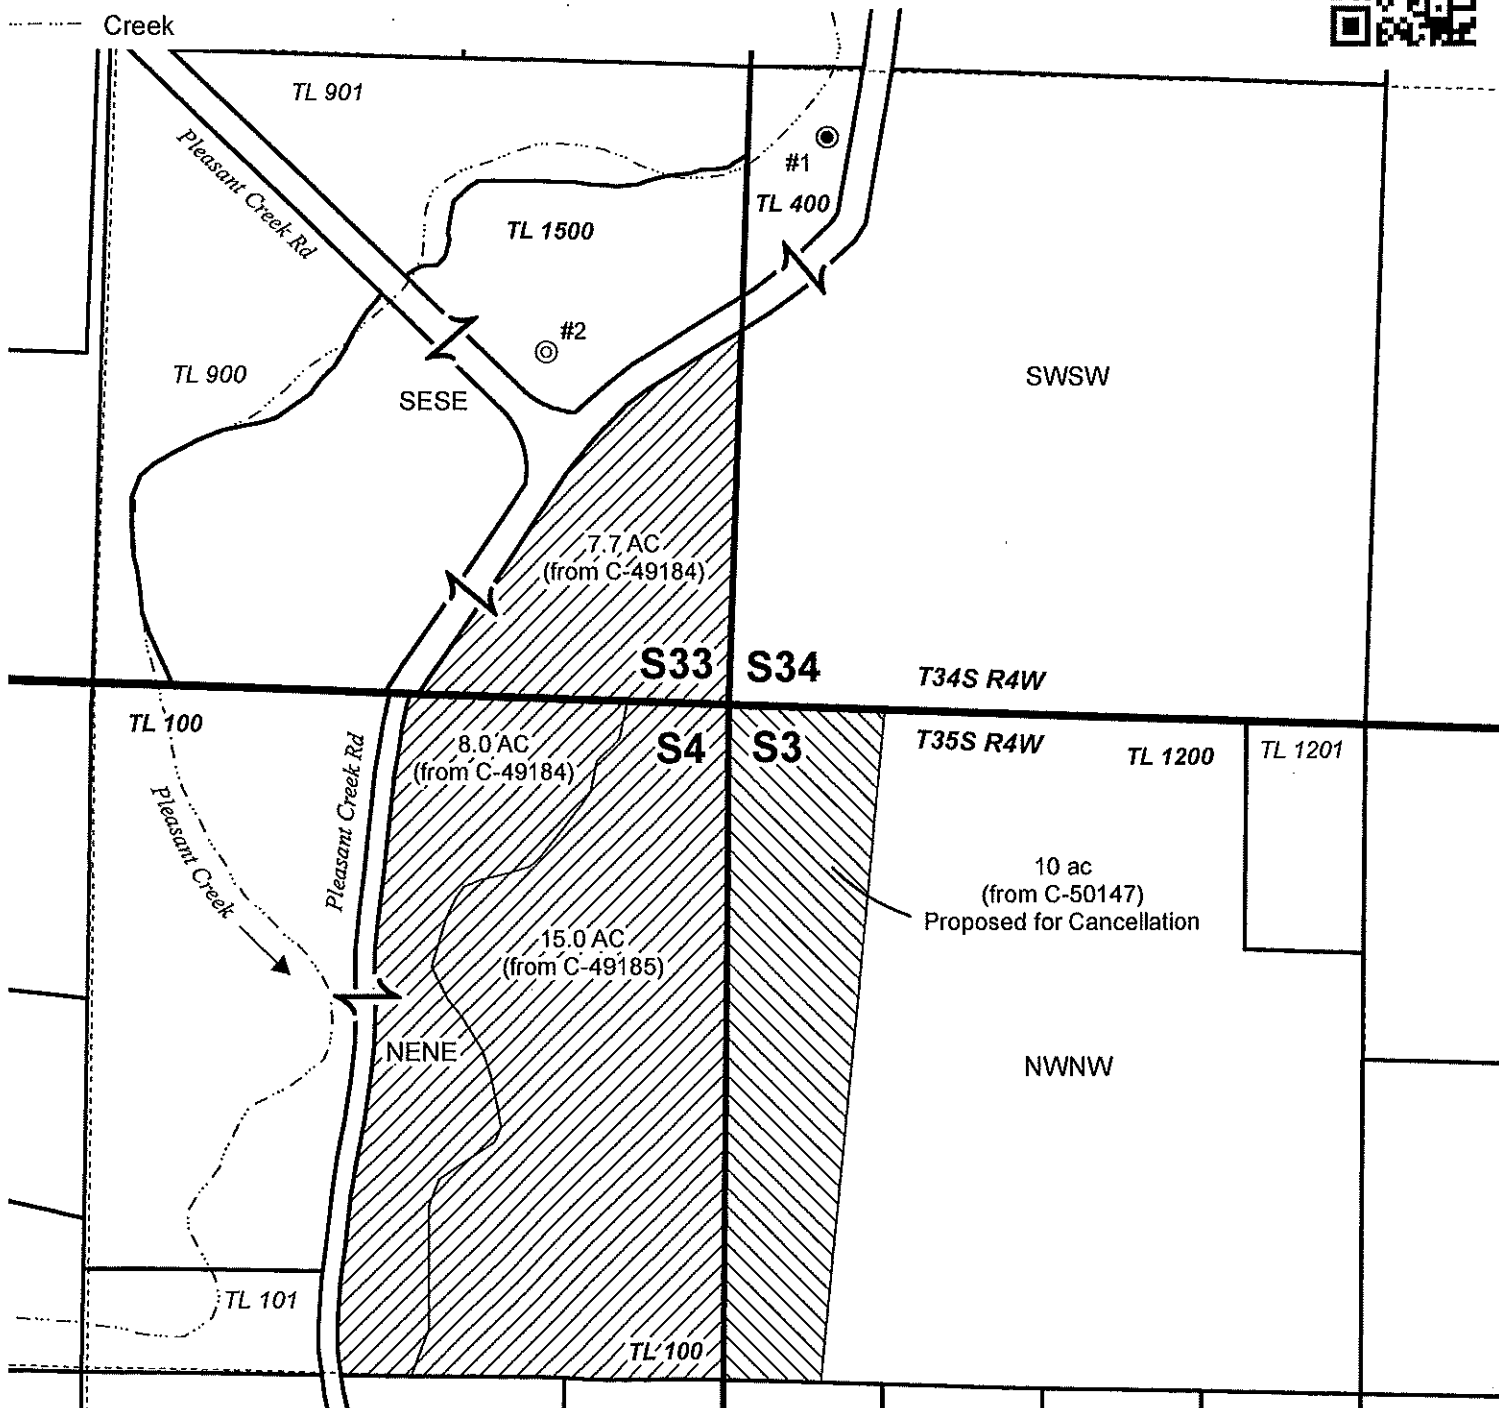 Creek
TL 901
Pleasant Creek Rd
#1
TL 400
TL 1500
#2
TL 900
SESE
SWSW
7.7 AC
(from C-49184)
S33
S34
T34S R4W
TL 100
8.0 AC
(from C-49184)
S4
S3
T35S R4W
TL 1200
TL 1201
Pleasant Creek
Pleasant Creek Rd
10 ac
(from C-50147)
Proposed for Cancellation
15.0 AC
(from C-49185)
NENE
NWNW
TL 101
TL 100